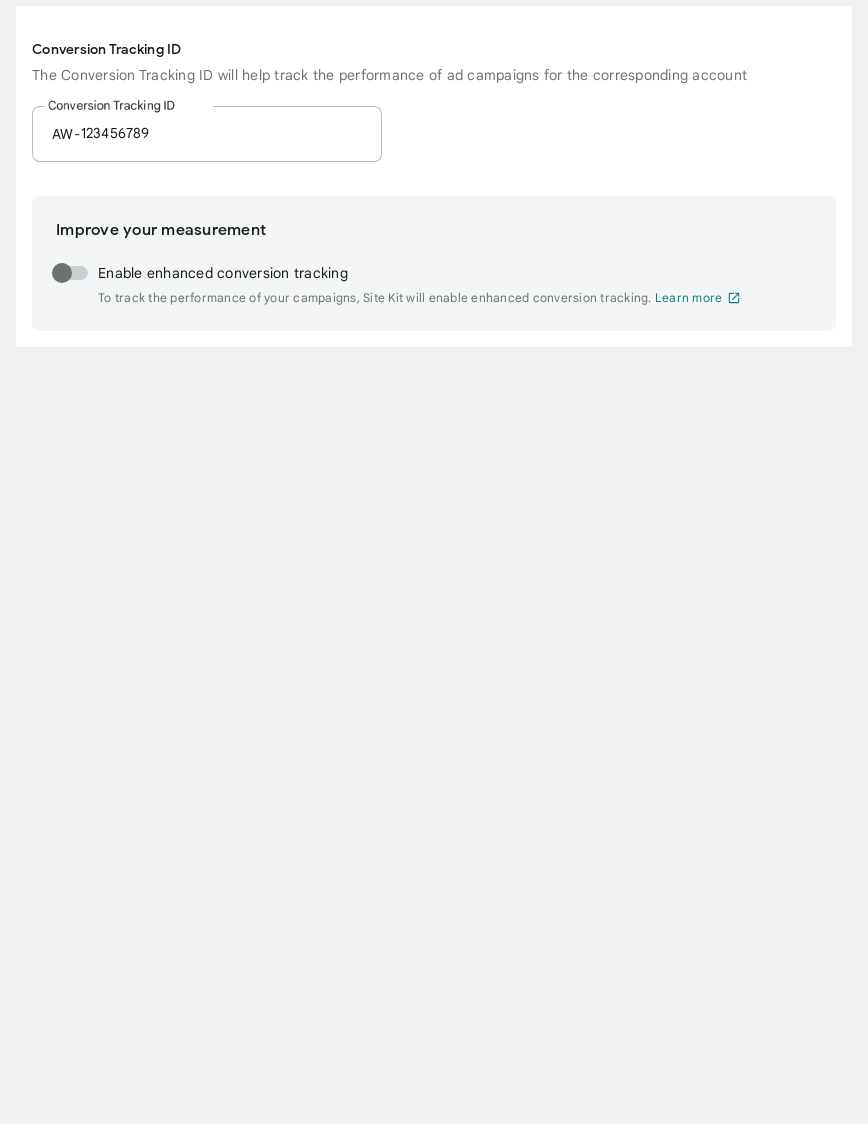 Conversion Tracking ID
The Conversion Tracking ID will help track the performance of ad campaigns for the corresponding account
Conversion Tracking ID
AW-123456789
Improve your measurement
Enable enhanced conversion tracking
To track the performance of your campaigns, Site Kit will enable enhanced conversion tracking. Learn more